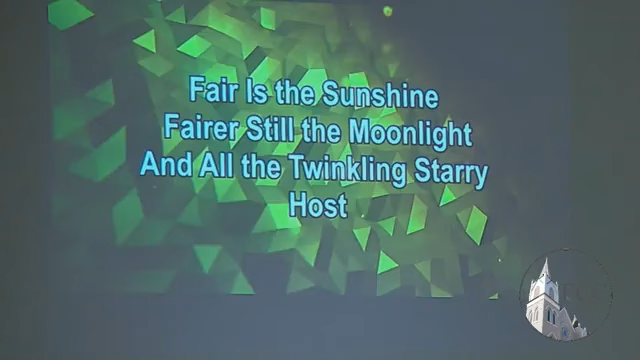 Fair Is the Sunshine
Fairer Still the Moonlight
And All the Twinkling Starry
Host